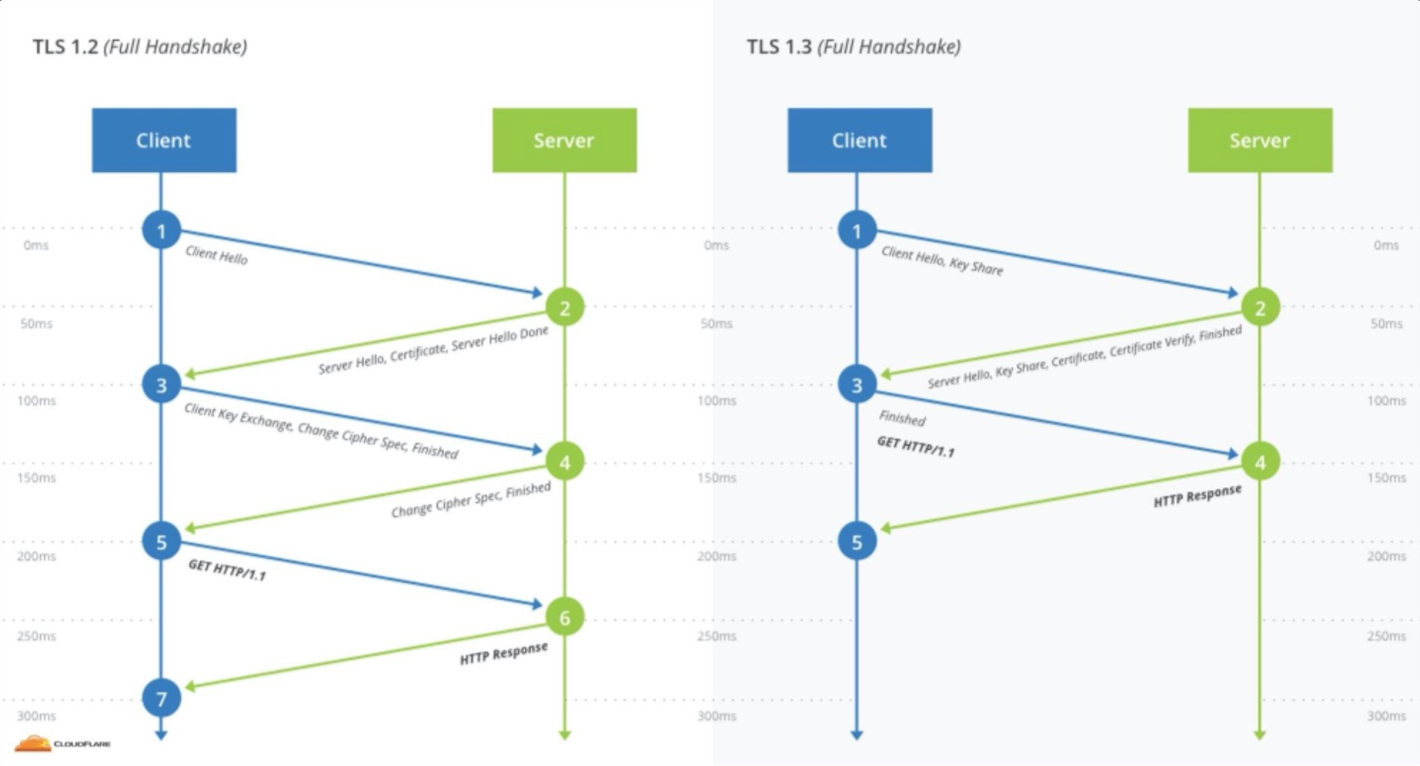 TLS 1.2 (Full Handshake)
Client
Server
1
0ms
Client Hello
2
50ms
Server Hello, Certificate, Server Hello Done
3
100ms
Client Key Exchange, Change Cipher Spec, Finished
4
150ms
Change Cipher Spec, Finished
5
200ms
GET HTTP/1.1
6
250ms
HTTP Response
7
300ms
CLOUDFLARE
TLS 1.3 (Full Handshake)
Client
Server
1
0ms
0ms
Client Hello, Key Share
2
50ms
50ms
Server Hello, Key Share, Certificate, Certificate Verify, Finished
3
100ms
100ms
Finished
GET HTTP/1.1
4
150ms
150ms
HTTP Response
5
200ms
200ms
250ms
250ms
300ms
300ms